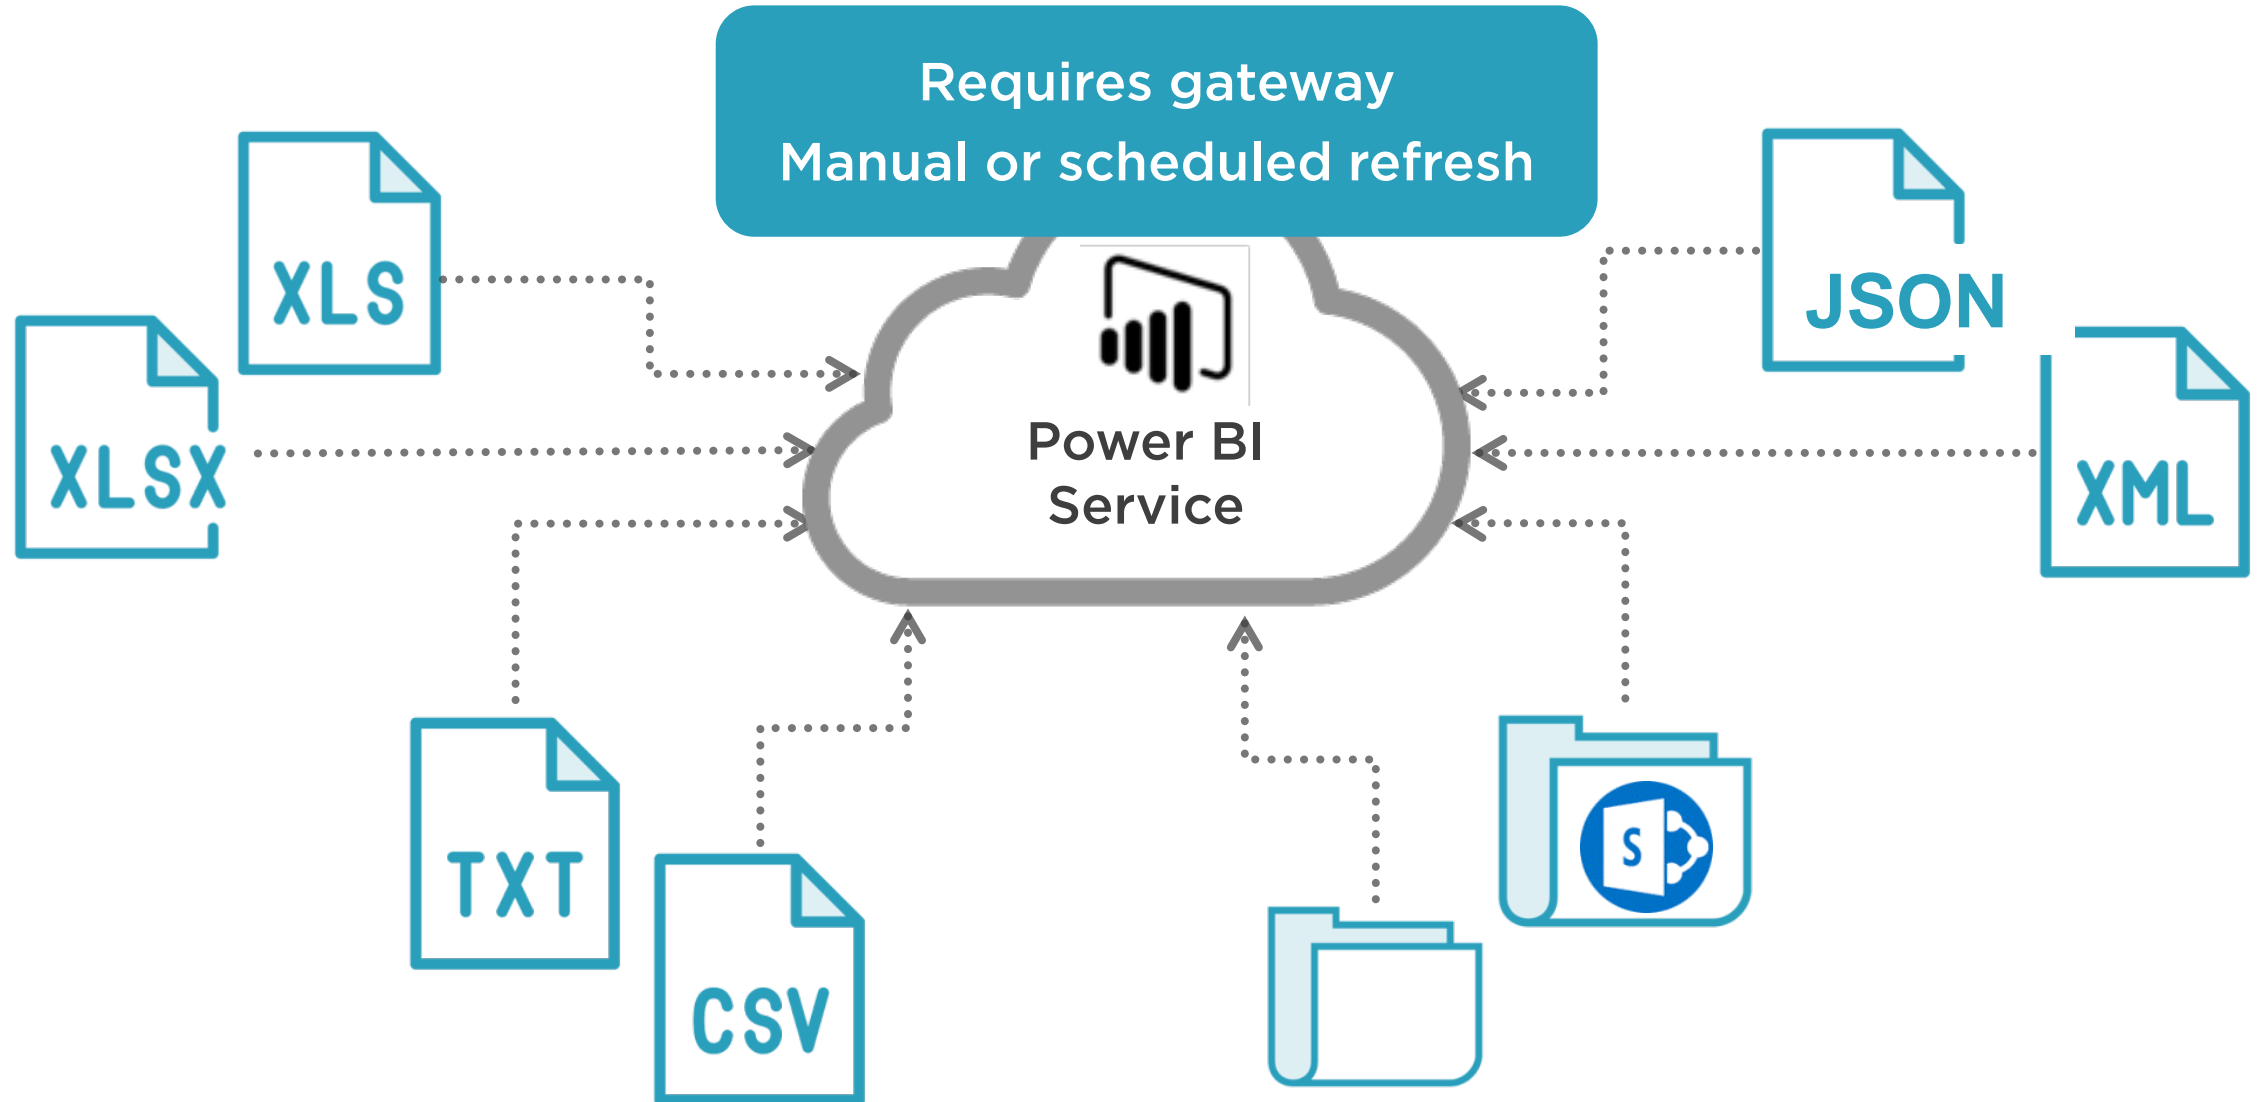 Requires gateway
Manual or scheduled refresh
XLS
JSON
XLSX
Power BI
Service
XML
TXT
S
CSV